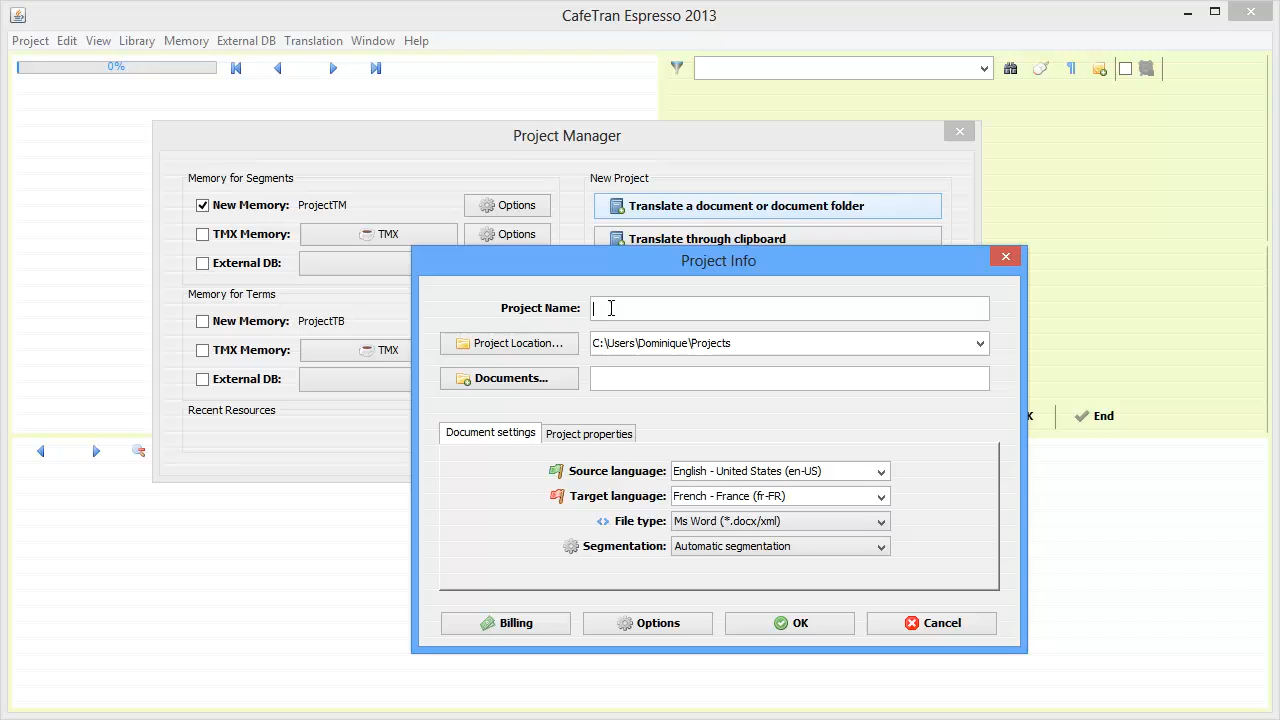 CafeTran Espresso 2013
Project Edit View Library Memory External DB Translation Window Help
0%
Project Manager
Memory for Segments
New Memory: ProjectTM Options
TMX Memory: TMX Options
External DB:
Memory for Terms
New Memory: ProjectTB
TMX Memory: TMX
External DB:
Recent Resources
New Project
Translate a document or document folder
Translate through clipboard
Project Info
Project Name:
Project Location... C:\Users\Dominique\Projects
Documents...
Document settings Project properties
Source language: English - United States (en-US)
Target language: French - France (fr-FR)
File type: Ms Word (*.docx/xml)
Segmentation: Automatic segmentation
Billing Options OK Cancel
K End